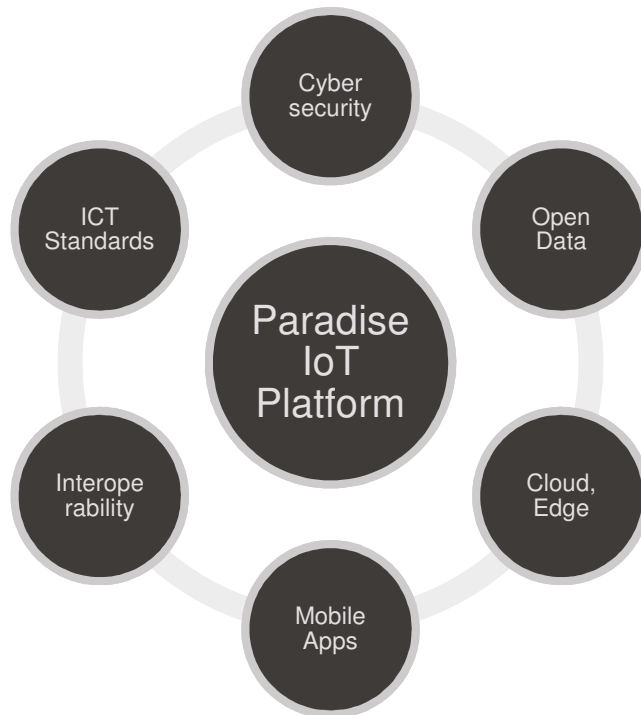 Cyber
security
Open
Data
Cloud,
Edge
Mobile
Apps
Interope
rability
ICT
Standards
Paradise
IoT
Platform